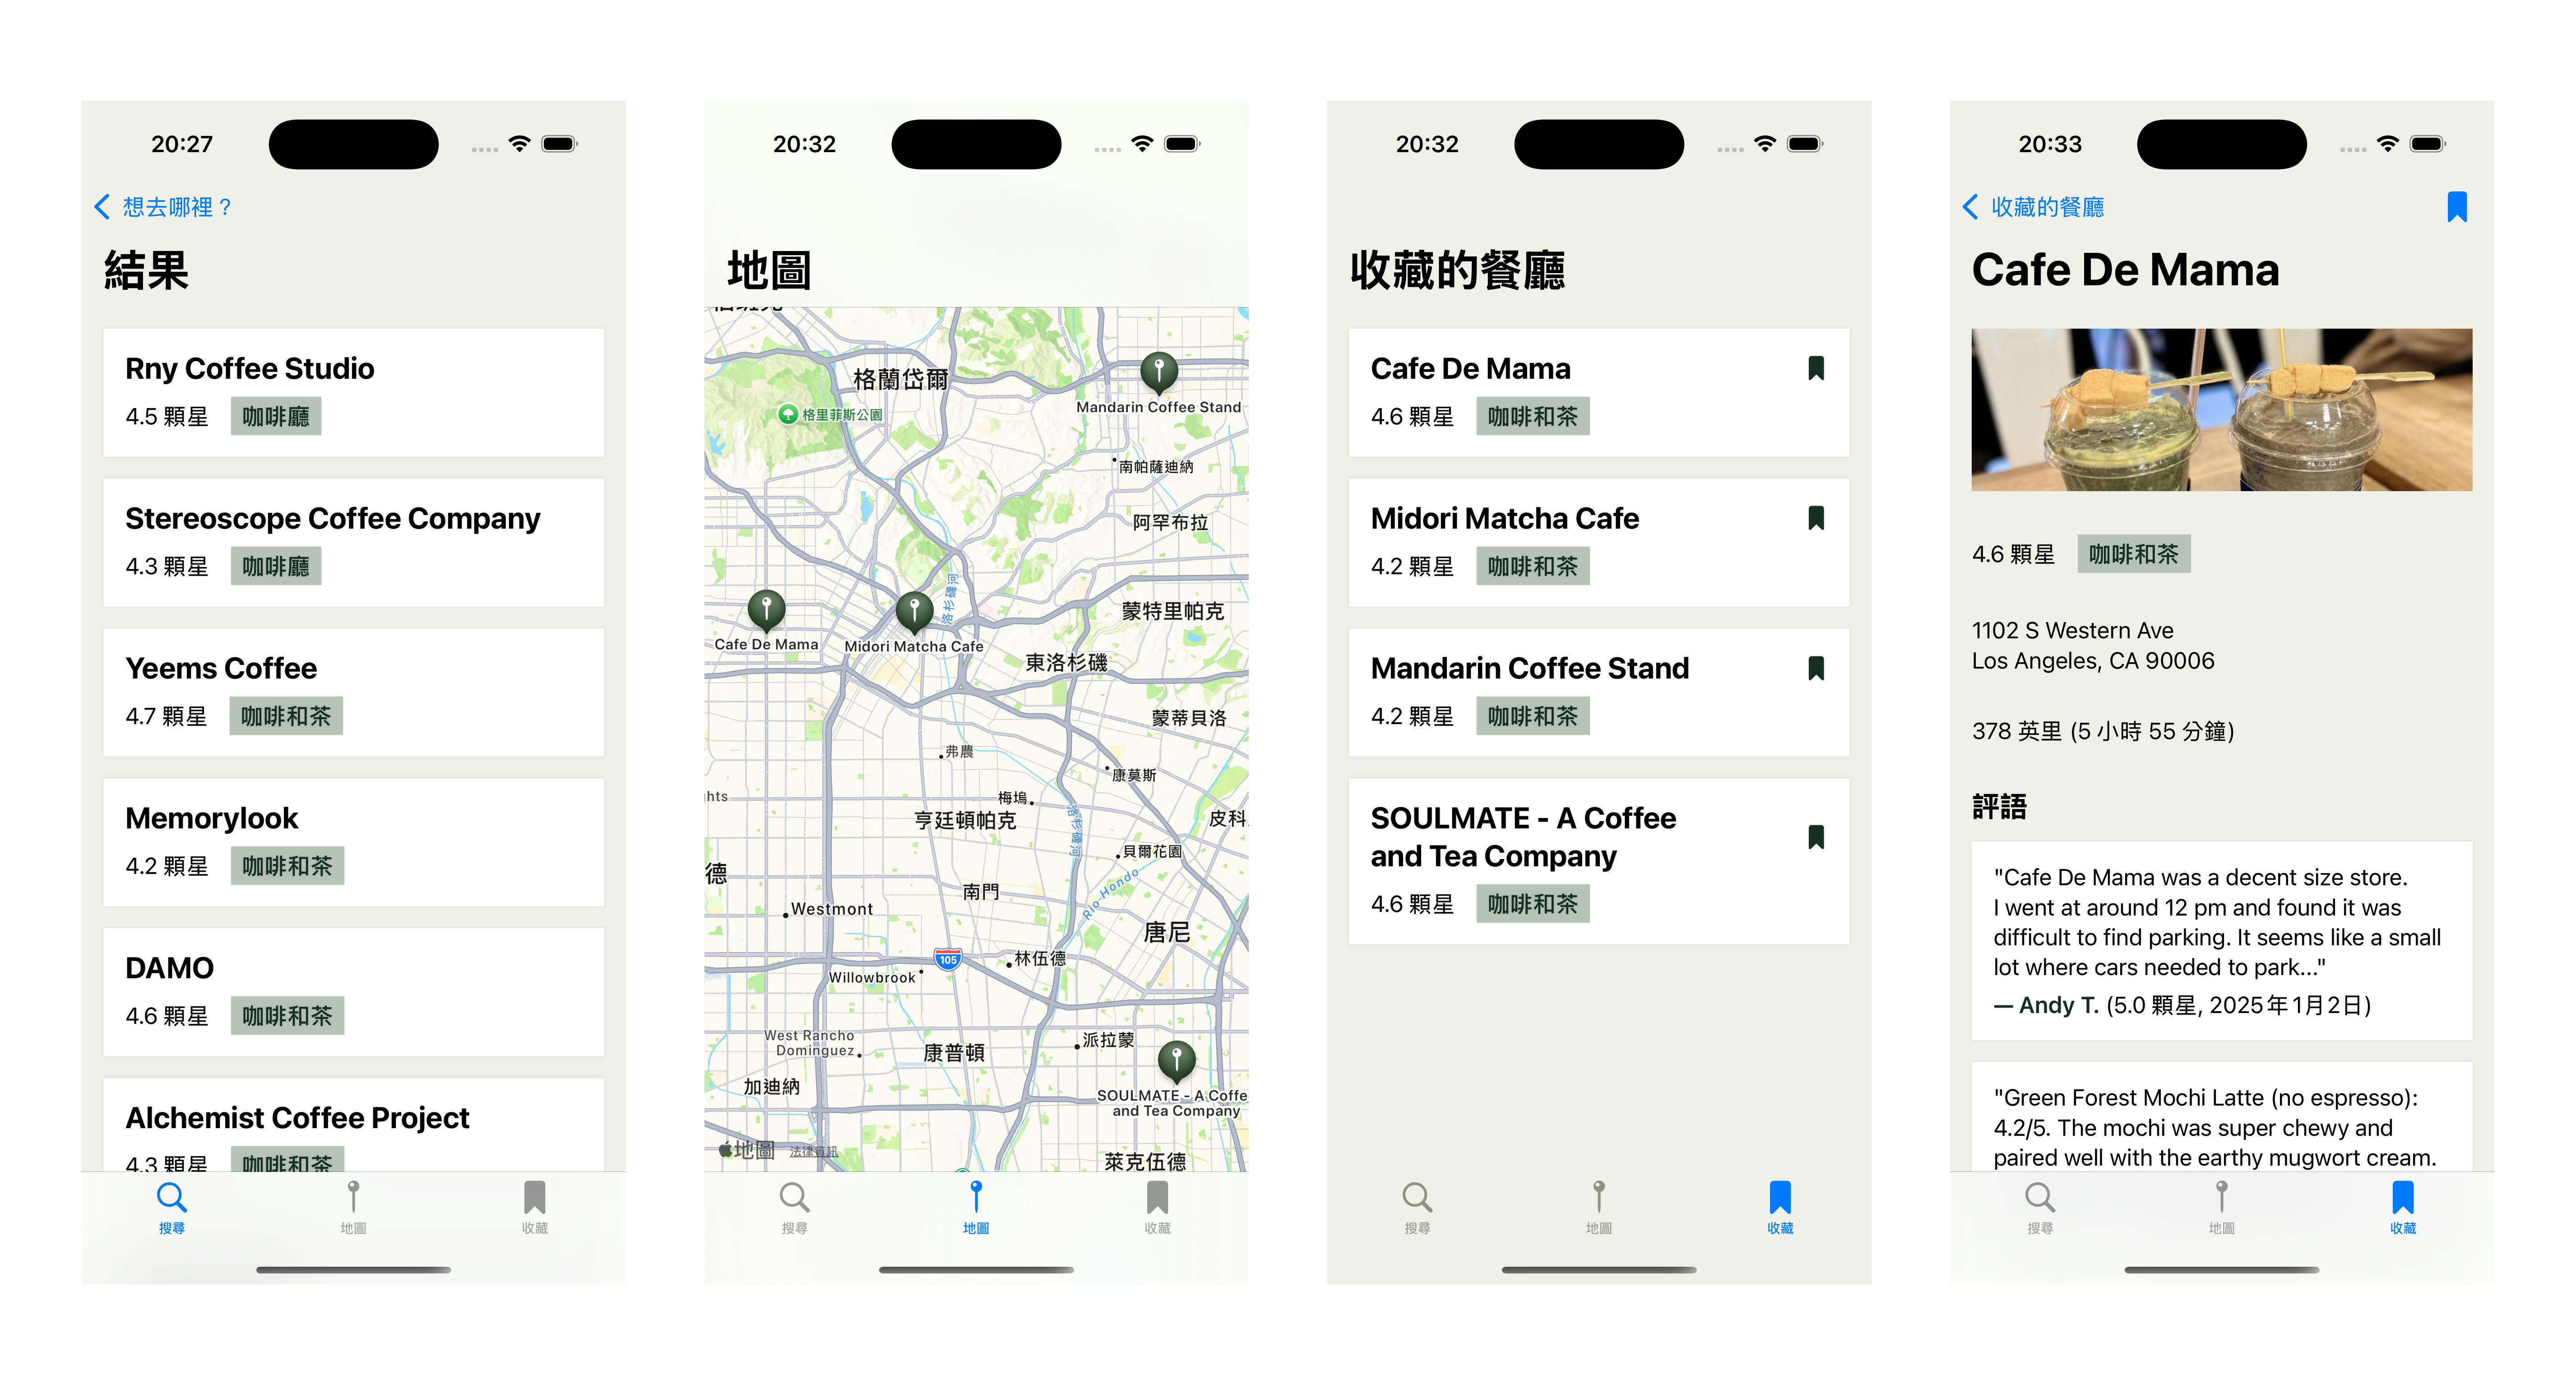 20:27
想去哪裡？
結果
Rny Coffee Studio
4.5 顆星 咖啡廳
Stereoscope Coffee Company
4.3 顆星 咖啡廳
Yeems Coffee
4.7 顆星 咖啡和茶
Memorylook
4.2 顆星 咖啡和茶
DAMO
4.6 顆星 咖啡和茶
Alchemist Coffee Project
4.3 顆星 咖啡和茶
搜尋 地圖 收藏
20:32
地圖
格蘭岱爾
Mandarin Coffee Stand
格里菲斯公園
南帕薩迪納
阿罕布拉
洛杉磯河
蒙特里帕克
Cafe De Mama
Midori Matcha Cafe
東洛杉磯
蒙蒂貝洛
弗農
康莫斯
hts
梅塢
亨廷頓帕克
皮科
洛杉磯河
貝爾花園
德
南門
Rio Hondo
Westmont
唐尼
105
林伍德
Willowbrook
West Rancho
Dominguez
派拉蒙
康普頓
加迪納
SOULMATE - A Coffe
and Tea Company
地圖 法律資訊
萊克伍德
搜尋 地圖 收藏
20:32
收藏的餐廳
Cafe De Mama
4.6 顆星 咖啡和茶
Midori Matcha Cafe
4.2 顆星 咖啡和茶
Mandarin Coffee Stand
4.2 顆星 咖啡和茶
SOULMATE - A Coffee
and Tea Company
4.6 顆星 咖啡和茶
搜尋 地圖 收藏
20:33
收藏的餐廳
Cafe De Mama
4.6 顆星 咖啡和茶
1102 S Western Ave
Los Angeles, CA 90006
378 英里 (5 小時 55 分鐘)
評語
"Cafe De Mama was a decent size store.
I went at around 12 pm and found it was
difficult to find parking. It seems like a small
lot where cars needed to park..."
— Andy T. (5.0 顆星, 2025年1月2日)
"Green Forest Mochi Latte (no espresso):
4.2/5. The mochi was super chewy and
paired well with the earthy mugwort cream.
搜尋 地圖 收藏